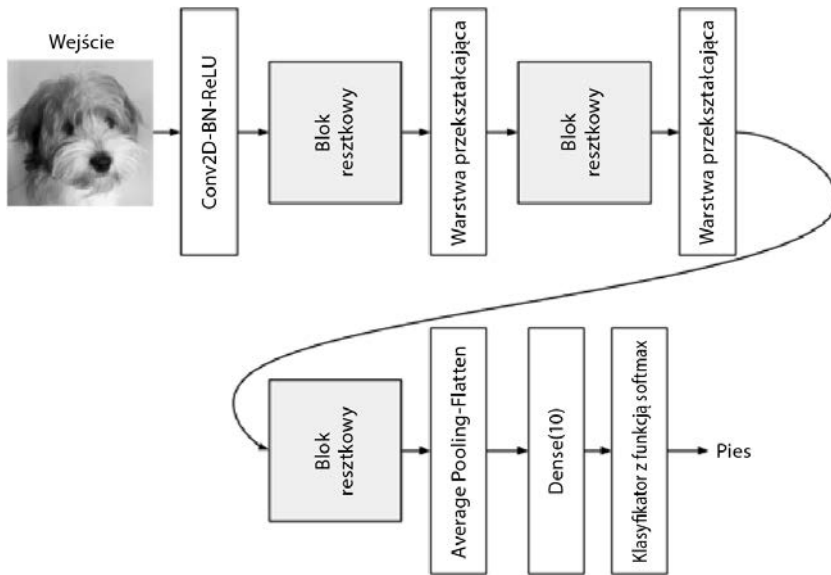 Wejście
Conv2D-BN-ReLU
Blok
resztkowy
Warstwa przekształcająca
Blok
resztkowy
Warstwa przekształcająca
Blok
resztkowy
Average Pooling-Flatten
Dense(10)
Klasyfikator z funkcją softmax
Pies